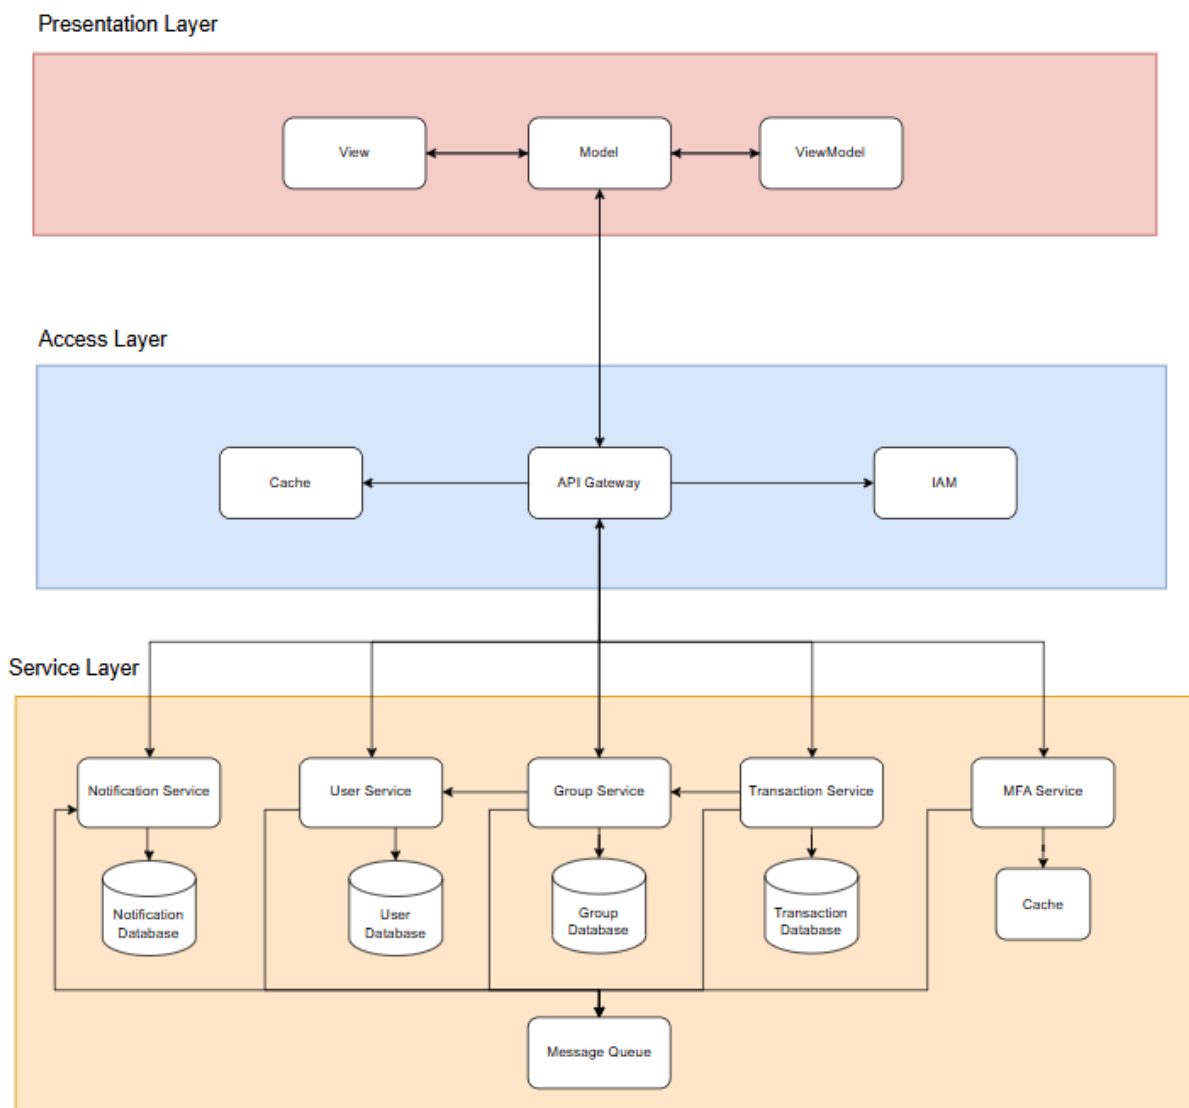 Presentation Layer
View
Model
ViewModel
Access Layer
Cache
API Gateway
IAM
Service Layer
Notification Service
User Service
Group Service
Transaction Service
MFA Service
Notification
Database
User
Database
Group
Database
Transaction
Database
Cache
Message Queue